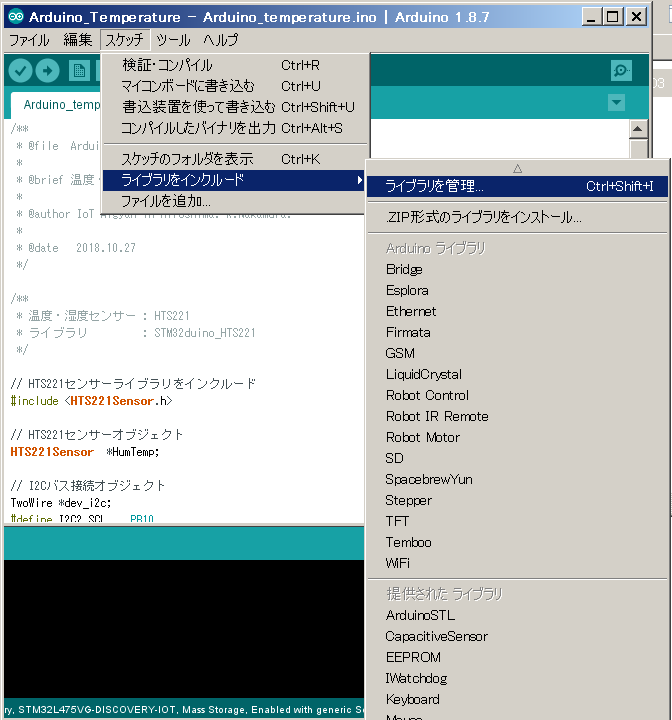 Arduino_Temperature - Arduino_temperature.ino | Arduino 1.8.7
ファイル 編集 スケッチ ツール ヘルプ
検証・コンパイル Ctrl+R
マイコンボードに書き込む Ctrl+U
書込装置を使って書き込む Ctrl+Shift+U
コンパイルしたバイナリを出力 Ctrl+Alt+S
スケッチのフォルダを表示 Ctrl+K
ライブラリをインクルード
ファイルを追加...
Arduino_temp
/**
* @file Ardui
*
* @brief 温度・
*
* @author IoT
*
* @date 2018.10.27
*/
/**
* 温度・湿度センサー : HTS221
* ライブラリ : STM32duino_HTS221
*/
// HTS221センサーライブラリをインクルード
#include <HTS221Sensor.h>
// HTS221センサーオブジェクト
HTS221Sensor *HumTemp;
// I2Cバス接続オブジェクト
TwoWire *dev_i2c;
#define I2C2_SCL PB10
ry, STM32L475VG-DISCOVERY-IOT, Mass Storage, Enabled with generic S
ライブラリを管理... Ctrl+Shift+I
.ZIP形式のライブラリをインストール...
Arduino ライブラリ
Bridge
Esplora
Ethernet
Firmata
GSM
LiquidCrystal
Robot Control
Robot IR Remote
Robot Motor
SD
SpacebrewYun
Stepper
TFT
Temboo
WiFi
提供された ライブラリ
ArduinoSTL
CapacitiveSensor
EEPROM
IWatchdog
Keyboard
Mouse
03